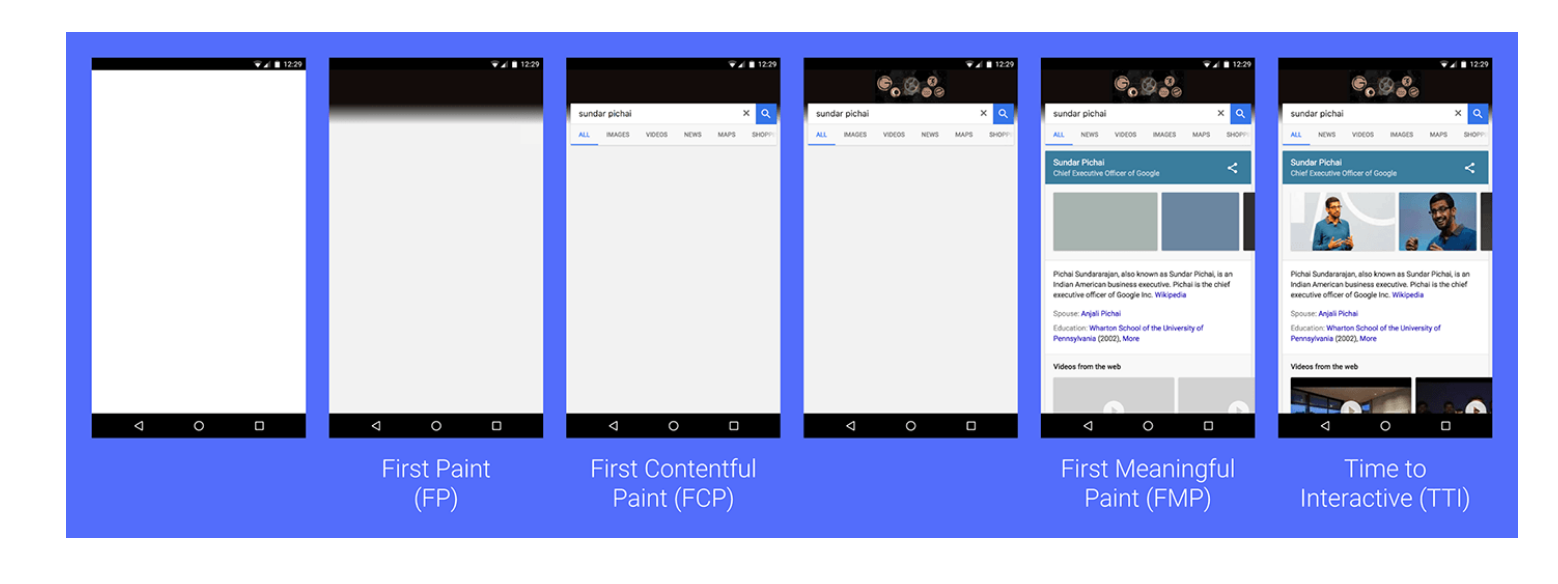 12:29
12:29
12:29
sundar pichai
ALL IMAGES VIDEOS NEWS MAPS SHOPP
12:29
sundar pichai
ALL IMAGES VIDEOS NEWS MAPS SHOPP
12:29
sundar pichai
ALL NEWS VIDEOS IMAGES MAPS SHOPP
Sundar Pichai
Chief Executive Officer of Google
Pichai Sundararajan, also known as Sundar Pichai, is an
Indian American business executive. Pichai is the chief
executive officer of Google Inc. Wikipedia
Spouse: Anjali Pichai
Education: Wharton School of the University of
Pennsylvania (2002), More
Videos from the web
12:29
sundar pichai
ALL NEWS VIDEOS IMAGES MAPS SHOPP
Sundar Pichai
Chief Executive Officer of Google
Pichai Sundararajan, also known as Sundar Pichai, is an
Indian American business executive. Pichai is the chief
executive officer of Google Inc. Wikipedia
Spouse: Anjali Pichai
Education: Wharton School of the University of
Pennsylvania (2002), More
Videos from the web
First Paint
(FP)
First Contentful
Paint (FCP)
First Meaningful
Paint (FMP)
Time to
Interactive (TTI)